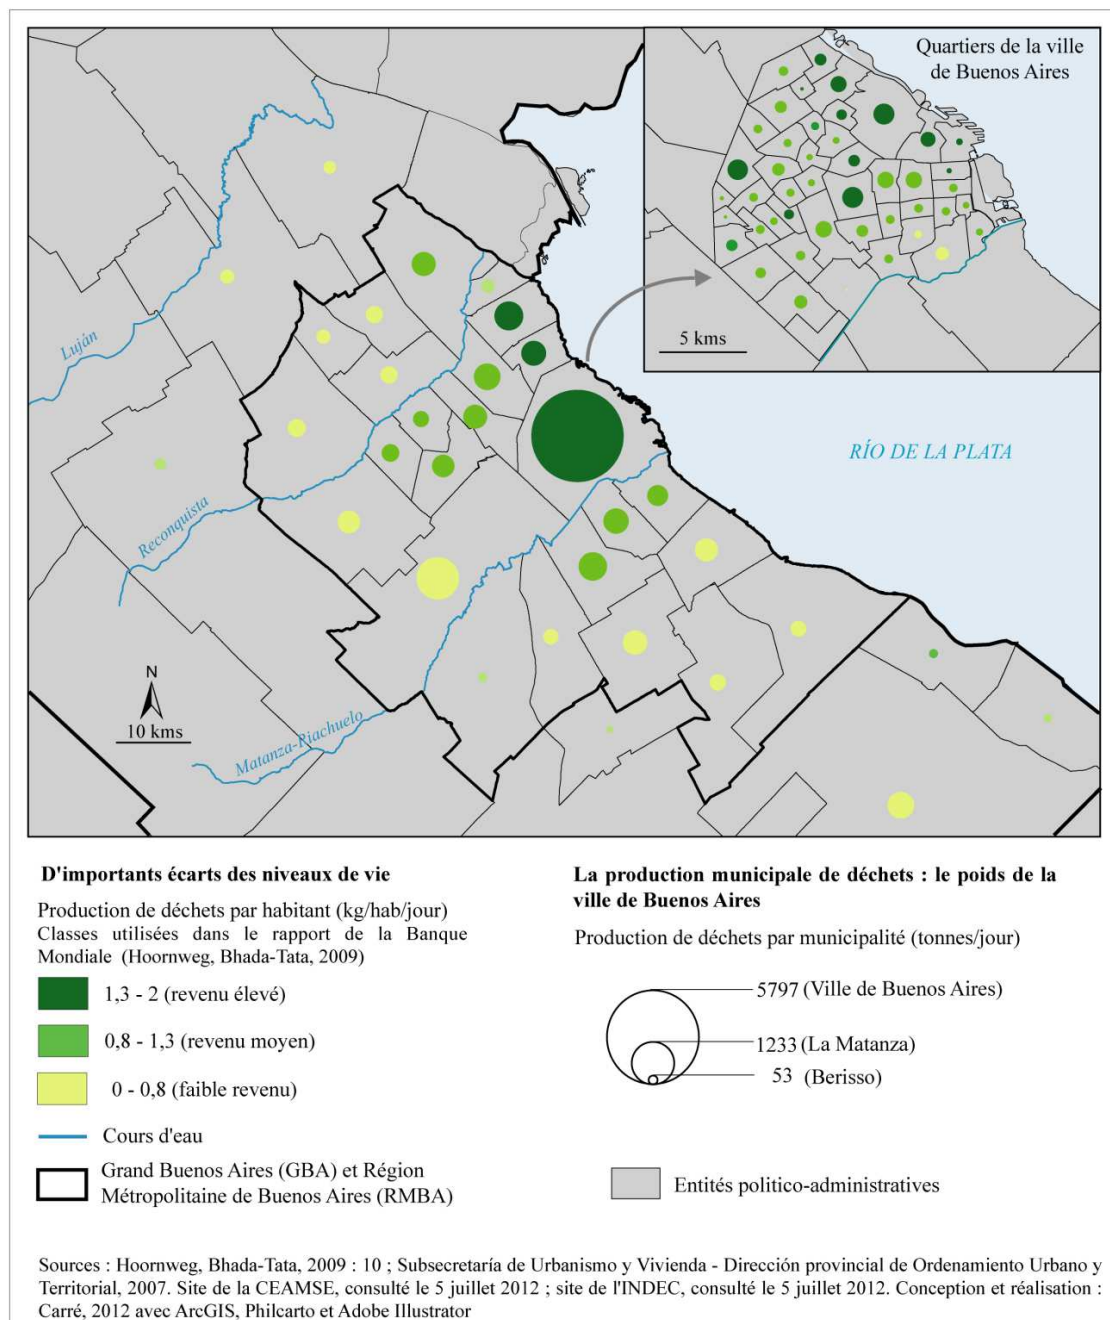 Quartiers de la ville
de Buenos Aires
5 kms
Luján
RÍO DE LA PLATA
Reconquista
N
10 kms
Matanza-Riachuelo
D'importants écarts des niveaux de vie
Production de déchets par habitant (kg/hab/jour)
Classes utilisées dans le rapport de la Banque
Mondiale (Hoornweg, Bhada-Tata, 2009)
1,3 - 2 (revenu élevé)
0,8 - 1,3 (revenu moyen)
0 - 0,8 (faible revenu)
Cours d'eau
Grand Buenos Aires (GBA) et Région
Métropolitaine de Buenos Aires (RMBA)
La production municipale de déchets : le poids de la
ville de Buenos Aires
Production de déchets par municipalité (tonnes/jour)
5797 (Ville de Buenos Aires)
1233 (La Matanza)
53 (Berisso)
Entités politico-administratives
Sources : Hoornweg, Bhada-Tata, 2009 : 10 ; Subsecretaría de Urbanismo y Vivienda - Dirección provincial de Ordenamiento Urbano y
Territorial, 2007. Site de la CEAMSE, consulté le 5 juillet 2012 ; site de l'INDEC, consulté le 5 juillet 2012. Conception et réalisation :
Carré, 2012 avec ArcGIS, Philcarto et Adobe Illustrator